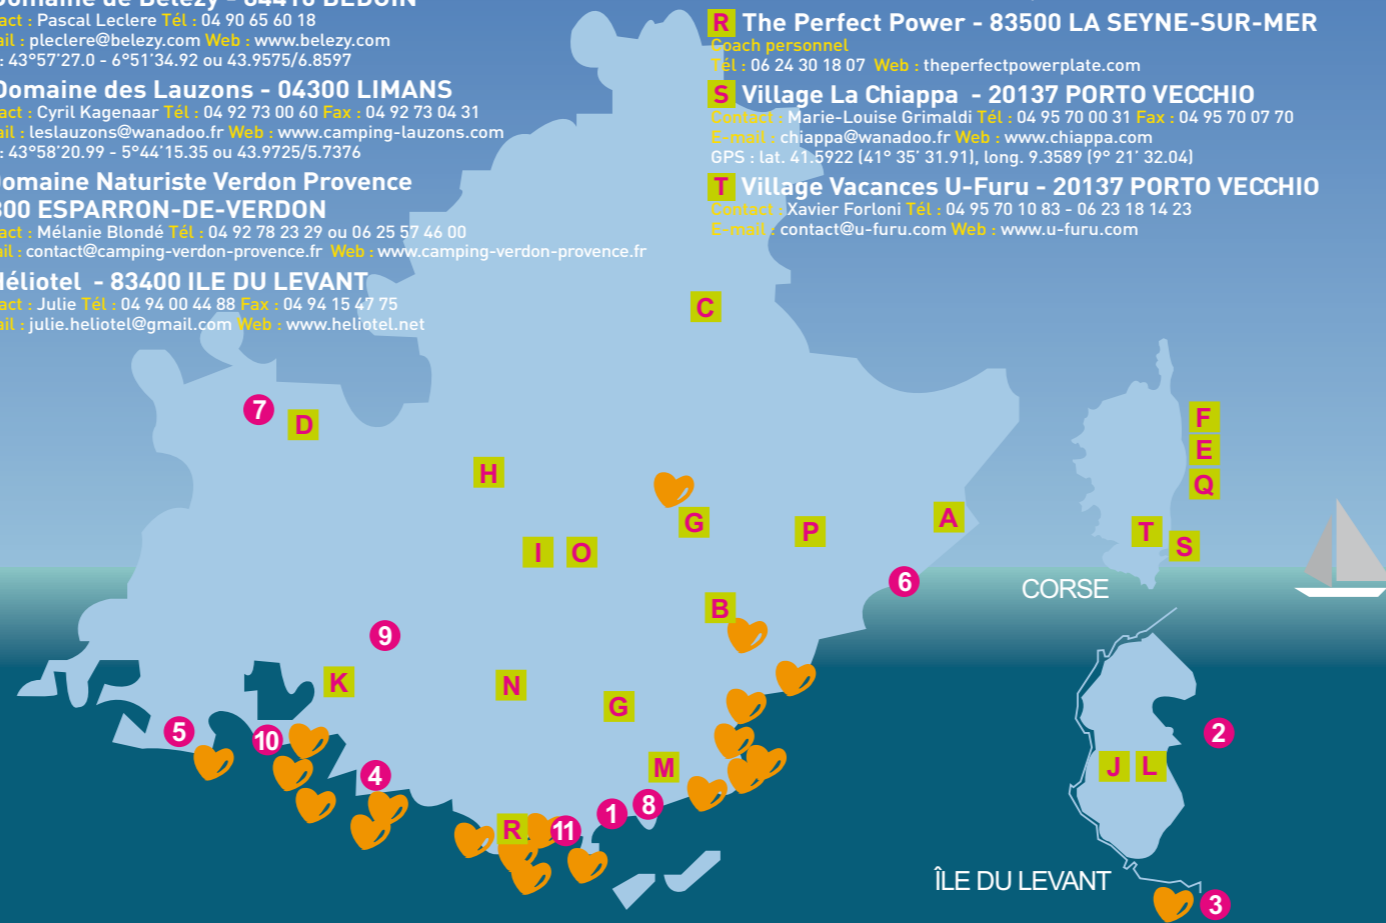 Domaine de Bélézy - 84410 BÉDOIN
act : Pascal Leclere Tél : 04 90 65 60 18
ail : pleclere@belezy.com Web : www.belezy.com
: 43°57'27.0 - 6°51'34.92 ou 43.9575/6.8597
Domaine des Lauzons - 04300 LIMANS
act : Cyril Kagenaar Tél : 04 92 73 00 60 Fax : 04 92 73 04 31
ail : leslauzons@wanadoo.fr Web : www.camping-lauzons.com
: 43°58'20.99 - 5°44'15.35 ou 43.9725/5.7376
Domaine Naturiste Verdon Provence
800 ESPARRON-DE-VERDON
act : Mélanie Blondé Tél : 04 92 78 23 29 ou 06 25 57 46 00
ail : contact@camping-verdon-provence.fr Web : www.camping-verdon-provence.fr
Héliotel - 83400 ILE DU LEVANT
act : Julie Tél : 04 94 00 44 88 Fax : 04 94 15 47 75
ail : julie.heliotel@gmail.com Web : www.heliotel.net
R The Perfect Power - 83500 LA SEYNE-SUR-MER
Coach personnel
Tél : 06 24 30 18 07 Web : theperfectpowerplate.com
S Village La Chiappa - 20137 PORTO VECCHIO
Contact : Marie-Louise Grimaldi Tél : 04 95 70 00 31 Fax : 04 95 70 07 70
E-mail : chiappa@wanadoo.fr Web : www.chiappa.com
GPS : lat. 41.5922 (41° 35' 31.91), long. 9.3589 (9° 21' 32.04)
T Village Vacances U-Furu - 20137 PORTO VECCHIO
Contact : Xavier Forloni Tél : 04 95 70 10 83 - 06 23 18 14 23
E-mail : contact@u-furu.com Web : www.u-furu.com
C
7
D
H
G
I
O
P
A
6
B
9
K
N
G
5
10
4
M
1
8
R
11
F
E
Q
T
S
CORSE
2
J
L
ÎLE DU LEVANT
3